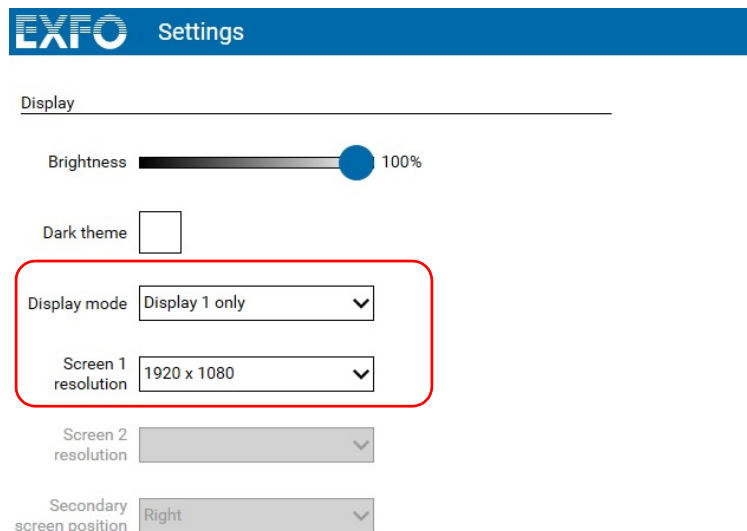 EXFO Settings
Display
Brightness 100%
Dark theme
Display mode Display 1 only
Screen 1
resolution 1920 x 1080
Screen 2
resolution
Secondary
screen position Right